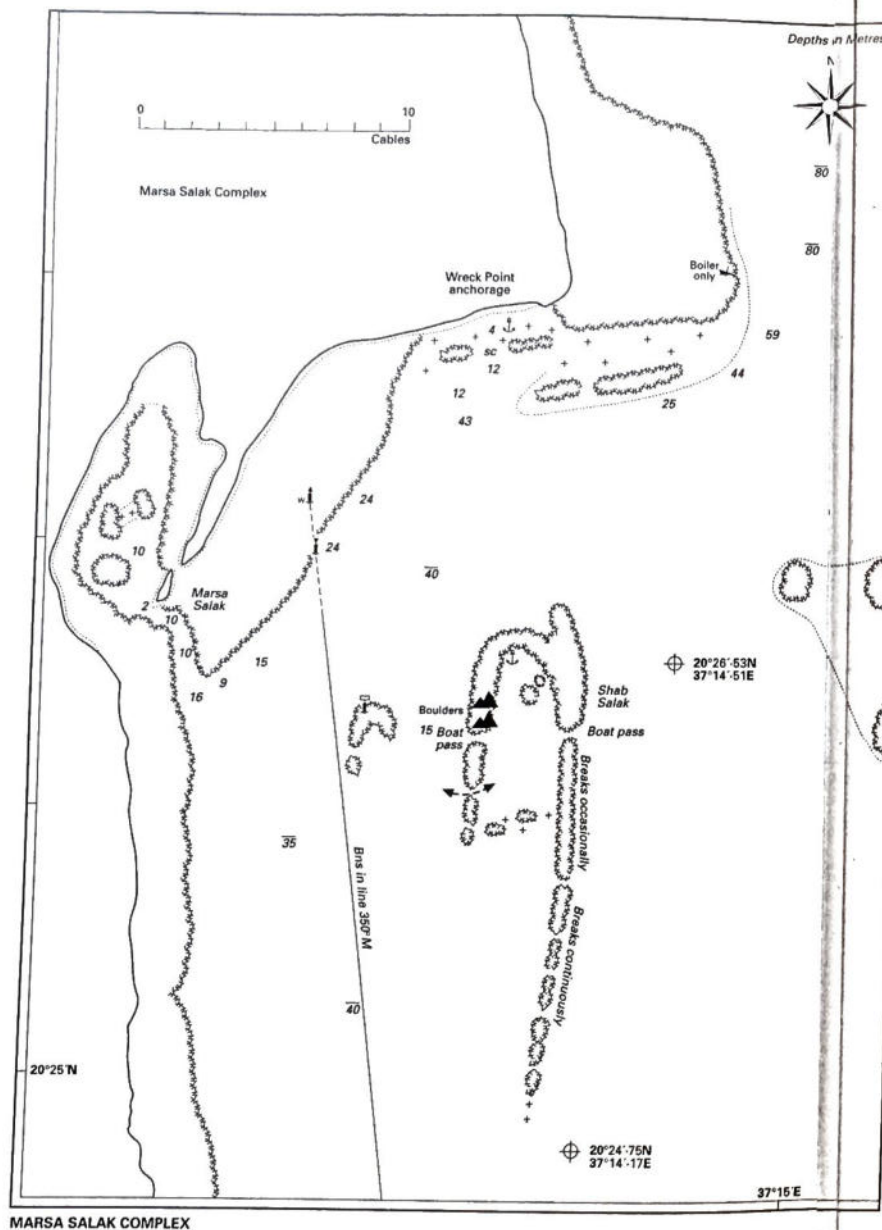 Depths in Metres
N
0
10
Cables
80
Marsa Salak Complex
80
Boiler
only
Wreck Point
anchorage
4
59
sc
12
44
12
25
43
w.
24
24
10
40
Marsa
Salak
2
10
10
15
20°26'·53N
37°14'·51E
9
16
Shab
Salak
Boulders
15
Boat
pass
Boat pass
Breaks occasionally
35
Bns in line 350°M
Breaks continuously
40
20°25'N
20°24'·75N
37°14'·17E
37°15'E
MARSA SALAK COMPLEX